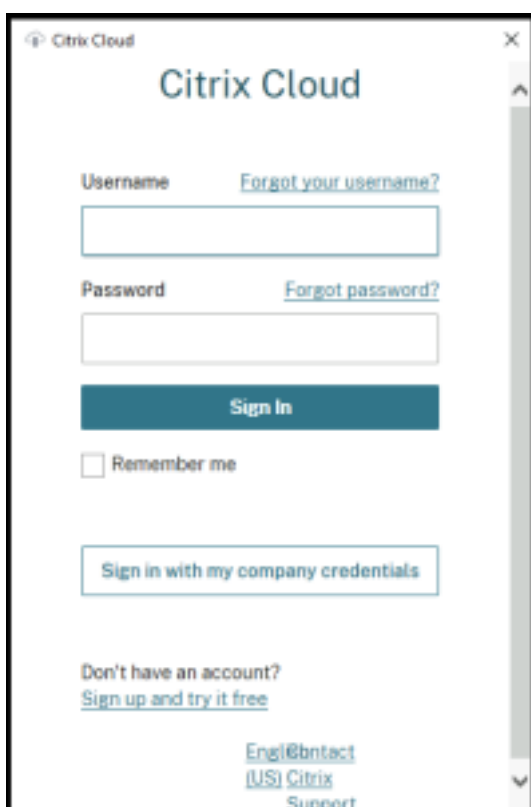 Citrix Cloud
Citrix Cloud
Username Forgot your username?
Password Forgot password?
Sign In
Remember me
Sign in with my company credentials
Don't have an account?
Sign up and try it free
(US) Citrix
Support